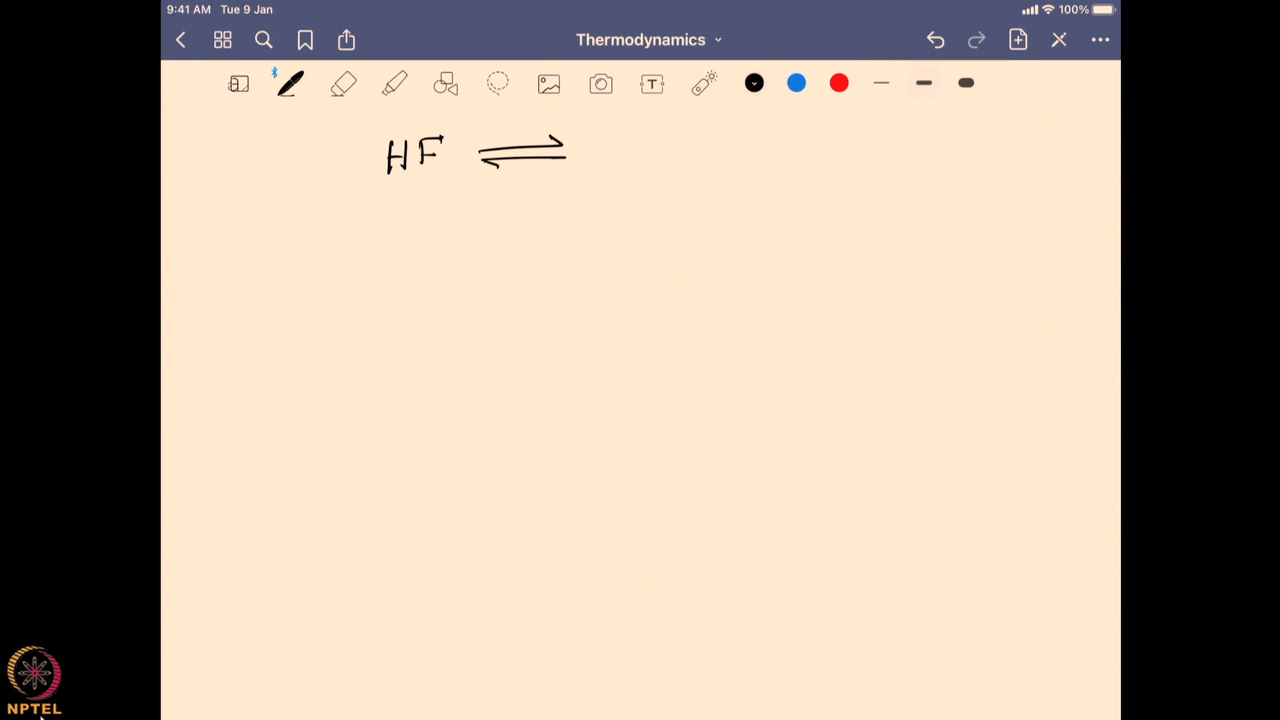 9:41 AM Tue 9 Jan
100%
Thermodynamics
T
HF ⇌
NPTEL